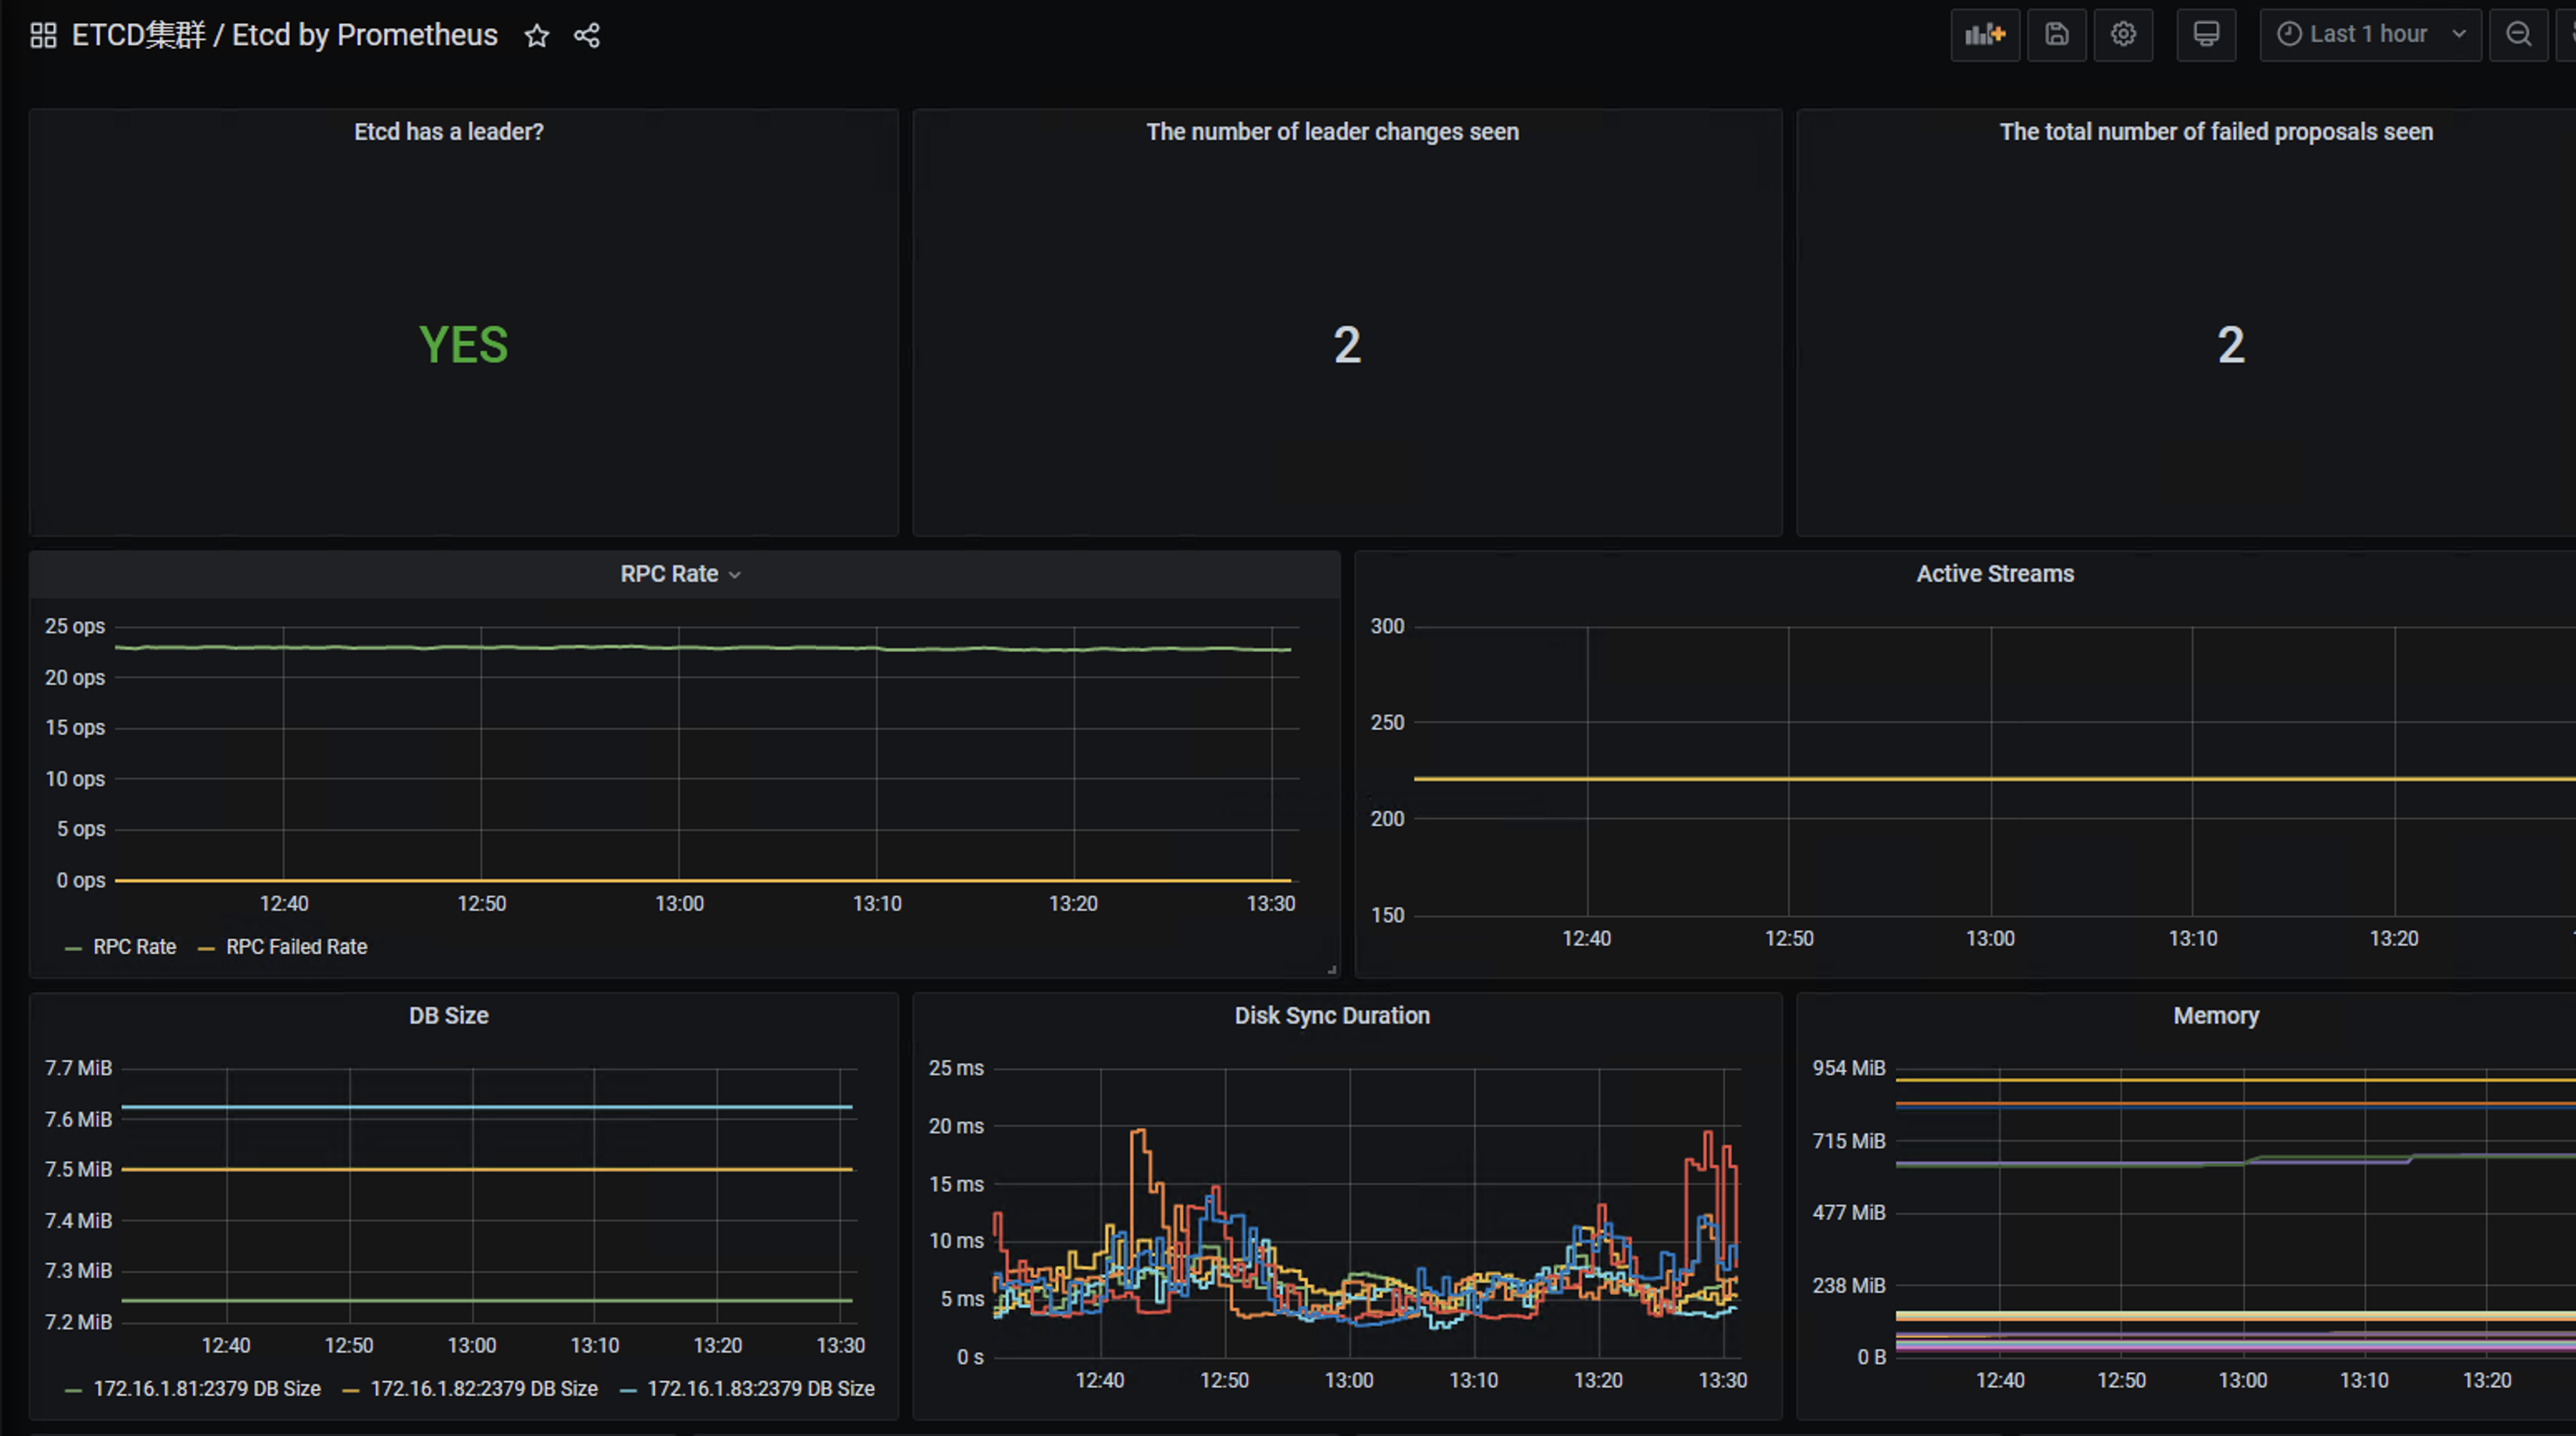 ETCD集群 / Etcd by Prometheus
Last 1 hour
Etcd has a leader?
YES
The number of leader changes seen
2
The total number of failed proposals seen
2
RPC Rate
25 ops
20 ops
15 ops
10 ops
5 ops
0 ops
12:40 12:50 13:00 13:10 13:20 13:30
RPC Rate RPC Failed Rate
Active Streams
300
250
200
150
12:40 12:50 13:00 13:10 13:20
DB Size
7.7 MiB
7.6 MiB
7.5 MiB
7.4 MiB
7.3 MiB
7.2 MiB
12:40 12:50 13:00 13:10 13:20 13:30
172.16.1.81:2379 DB Size 172.16.1.82:2379 DB Size 172.16.1.83:2379 DB Size
Disk Sync Duration
25 ms
20 ms
15 ms
10 ms
5 ms
0 s
12:40 12:50 13:00 13:10 13:20 13:30
Memory
954 MiB
715 MiB
477 MiB
238 MiB
0 B
12:40 12:50 13:00 13:10 13:20